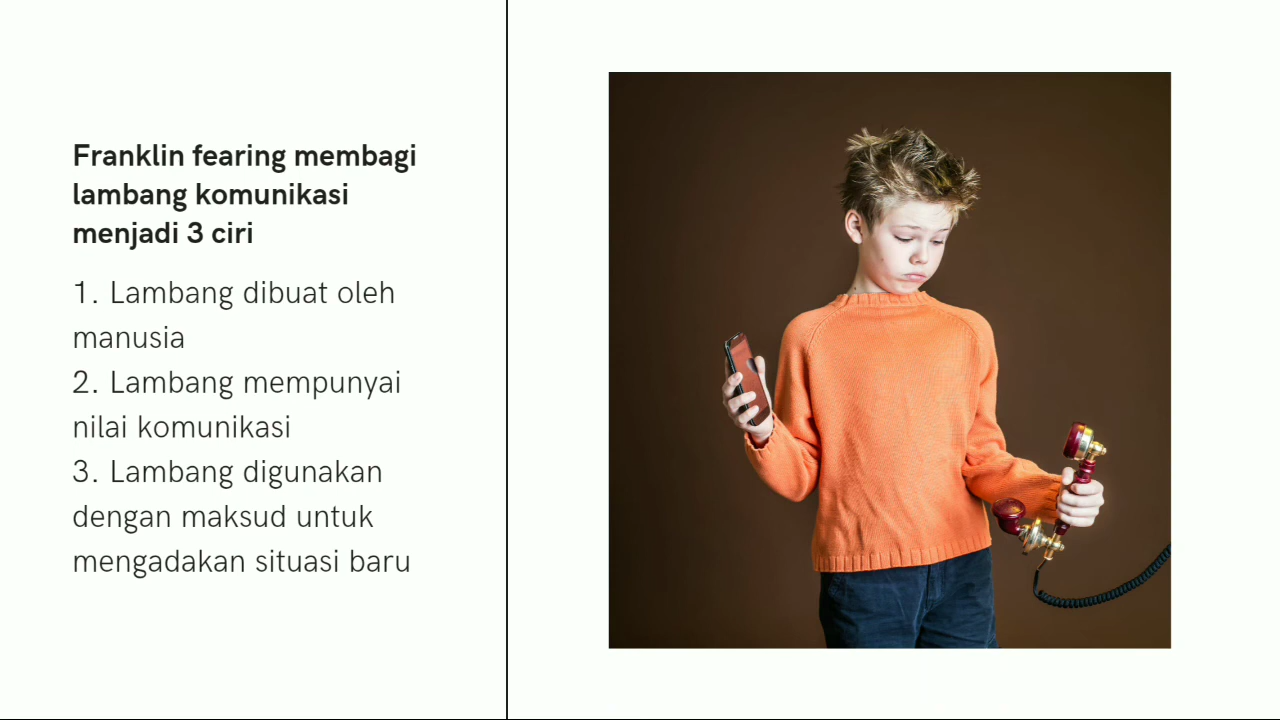 Franklin fearing membagi
lambang komunikasi
menjadi 3 ciri
1. Lambang dibuat oleh
manusia
2. Lambang mempunyai
nilai komunikasi
3. Lambang digunakan
dengan maksud untuk
mengadakan situasi baru